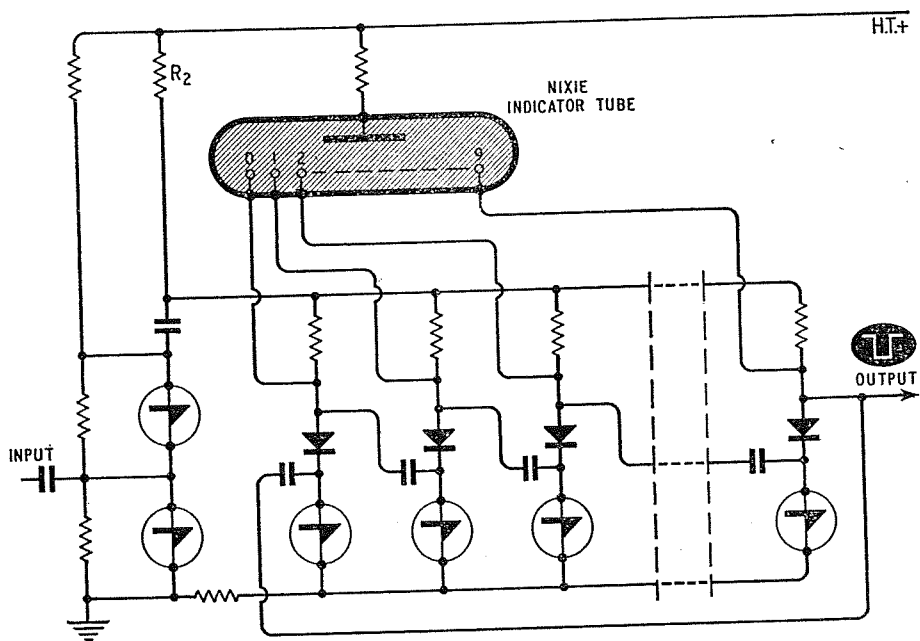 H.T.+
R2
NIXIE
INDICATOR TUBE
0 1 2 9
OUTPUT
INPUT